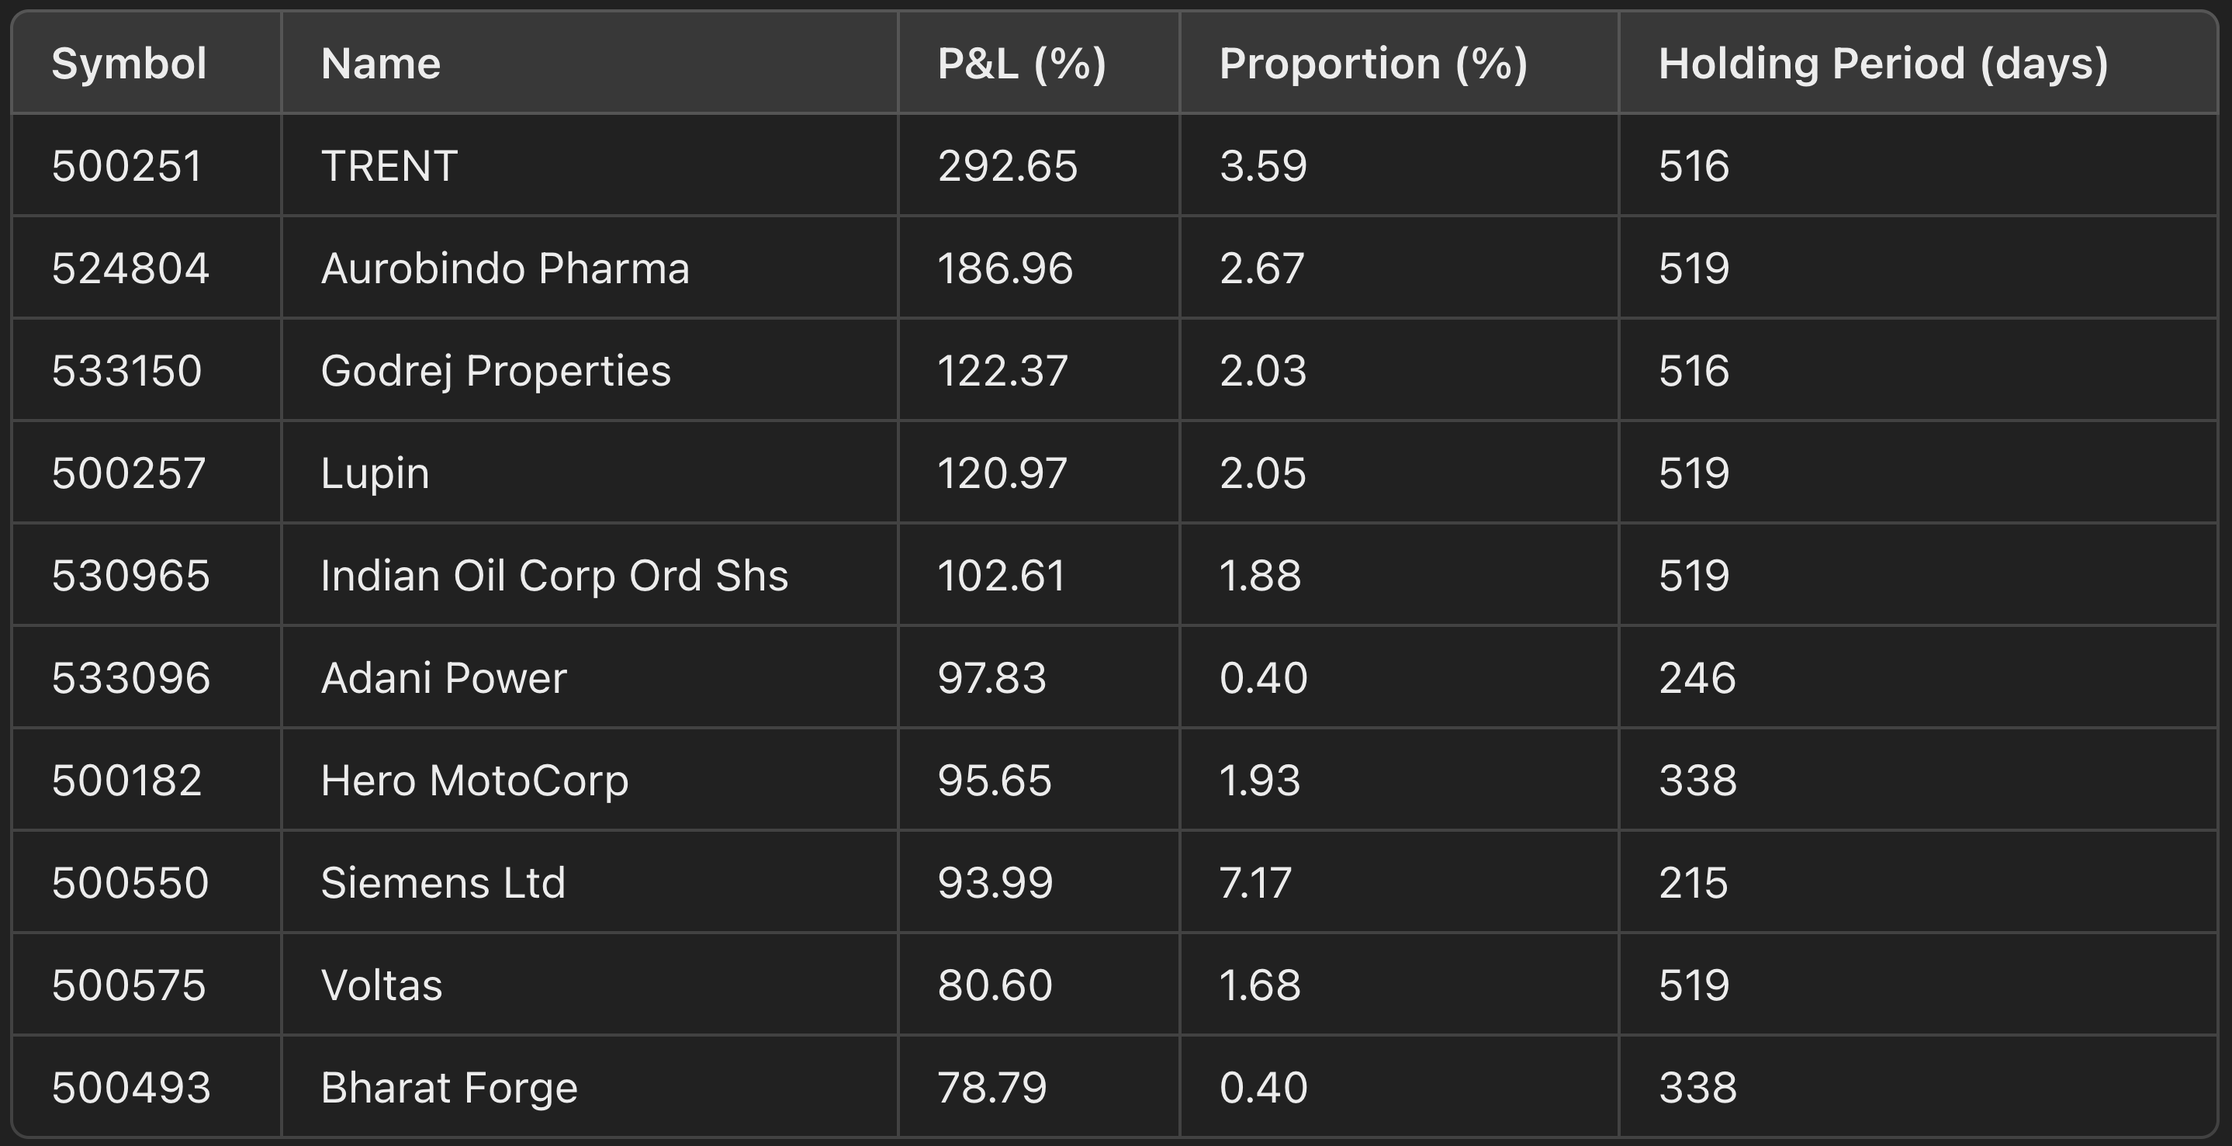 Symbol Name P&L (%) Proportion (%) Holding Period (days)
500251 TRENT 292.65 3.59 516
524804 Aurobindo Pharma 186.96 2.67 519
533150 Godrej Properties 122.37 2.03 516
500257 Lupin 120.97 2.05 519
530965 Indian Oil Corp Ord Shs 102.61 1.88 519
533096 Adani Power 97.83 0.40 246
500182 Hero MotoCorp 95.65 1.93 338
500550 Siemens Ltd 93.99 7.17 215
500575 Voltas 80.60 1.68 519
500493 Bharat Forge 78.79 0.40 338